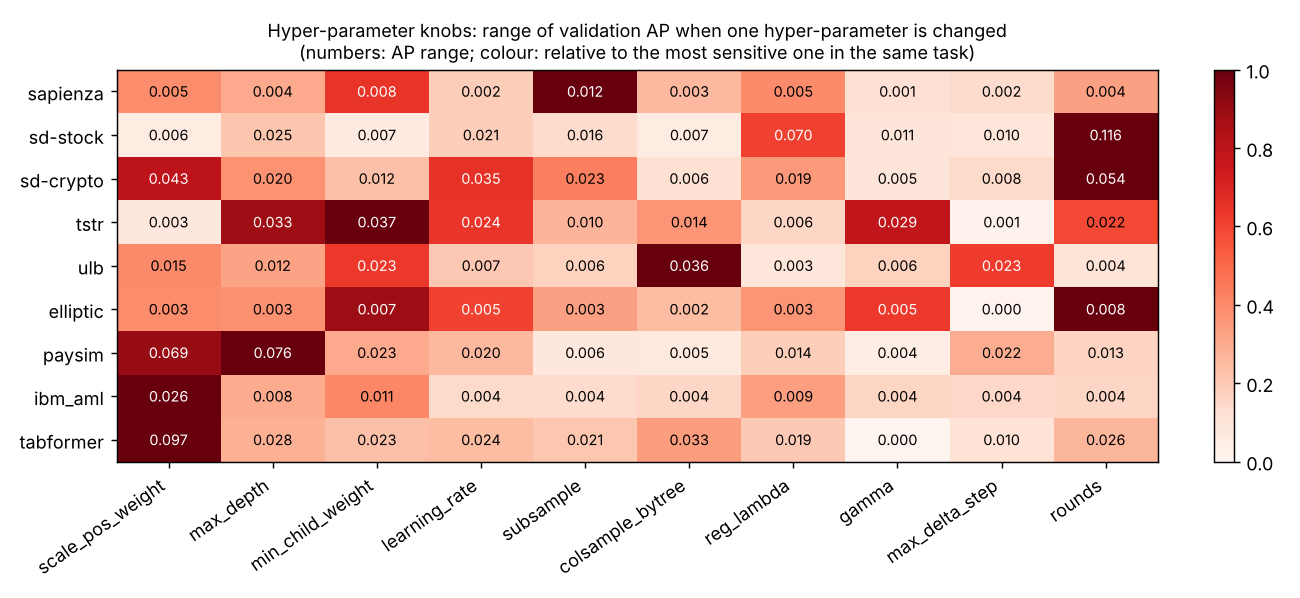 Hyper-parameter knobs: range of validation AP when one hyper-parameter is changed
(numbers: AP range; colour: relative to the most sensitive one in the same task)
sapienza 0.005 0.004 0.008 0.002 0.012 0.003 0.005 0.001 0.002 0.004
sd-stock 0.006 0.025 0.007 0.021 0.016 0.007 0.070 0.011 0.010 0.116
sd-crypto 0.043 0.020 0.012 0.035 0.023 0.006 0.019 0.005 0.008 0.054
tstr 0.003 0.033 0.037 0.024 0.010 0.014 0.006 0.029 0.001 0.022
ulb 0.015 0.012 0.023 0.007 0.006 0.036 0.003 0.006 0.023 0.004
elliptic 0.003 0.003 0.007 0.005 0.003 0.002 0.003 0.005 0.000 0.008
paysim 0.069 0.076 0.023 0.020 0.006 0.005 0.014 0.004 0.022 0.013
ibm_aml 0.026 0.008 0.011 0.004 0.004 0.004 0.009 0.004 0.004 0.004
tabformer 0.097 0.028 0.023 0.024 0.021 0.033 0.019 0.000 0.010 0.026
scale_pos_weight max_depth min_child_weight learning_rate subsample colsample_bytree reg_lambda gamma max_delta_step rounds
1.0
0.8
0.6
0.4
0.2
0.0